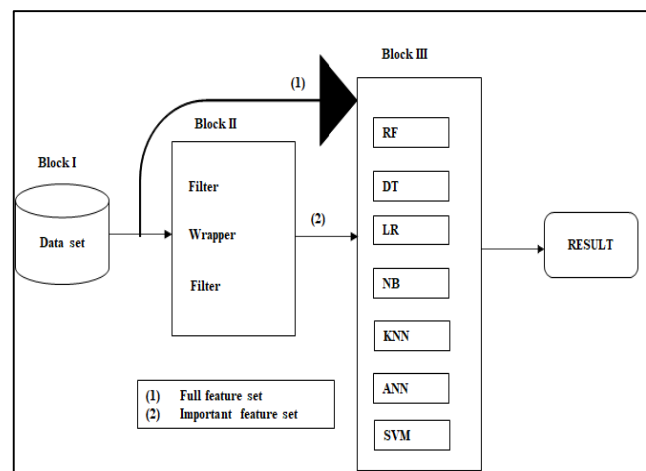 Block III
(1)
Block II
Block I
Data set
Filter
Wrapper
Filter
(2)
RF
DT
LR
NB
KNN
ANN
SVM
RESULT
(1) Full feature set
(2) Important feature set